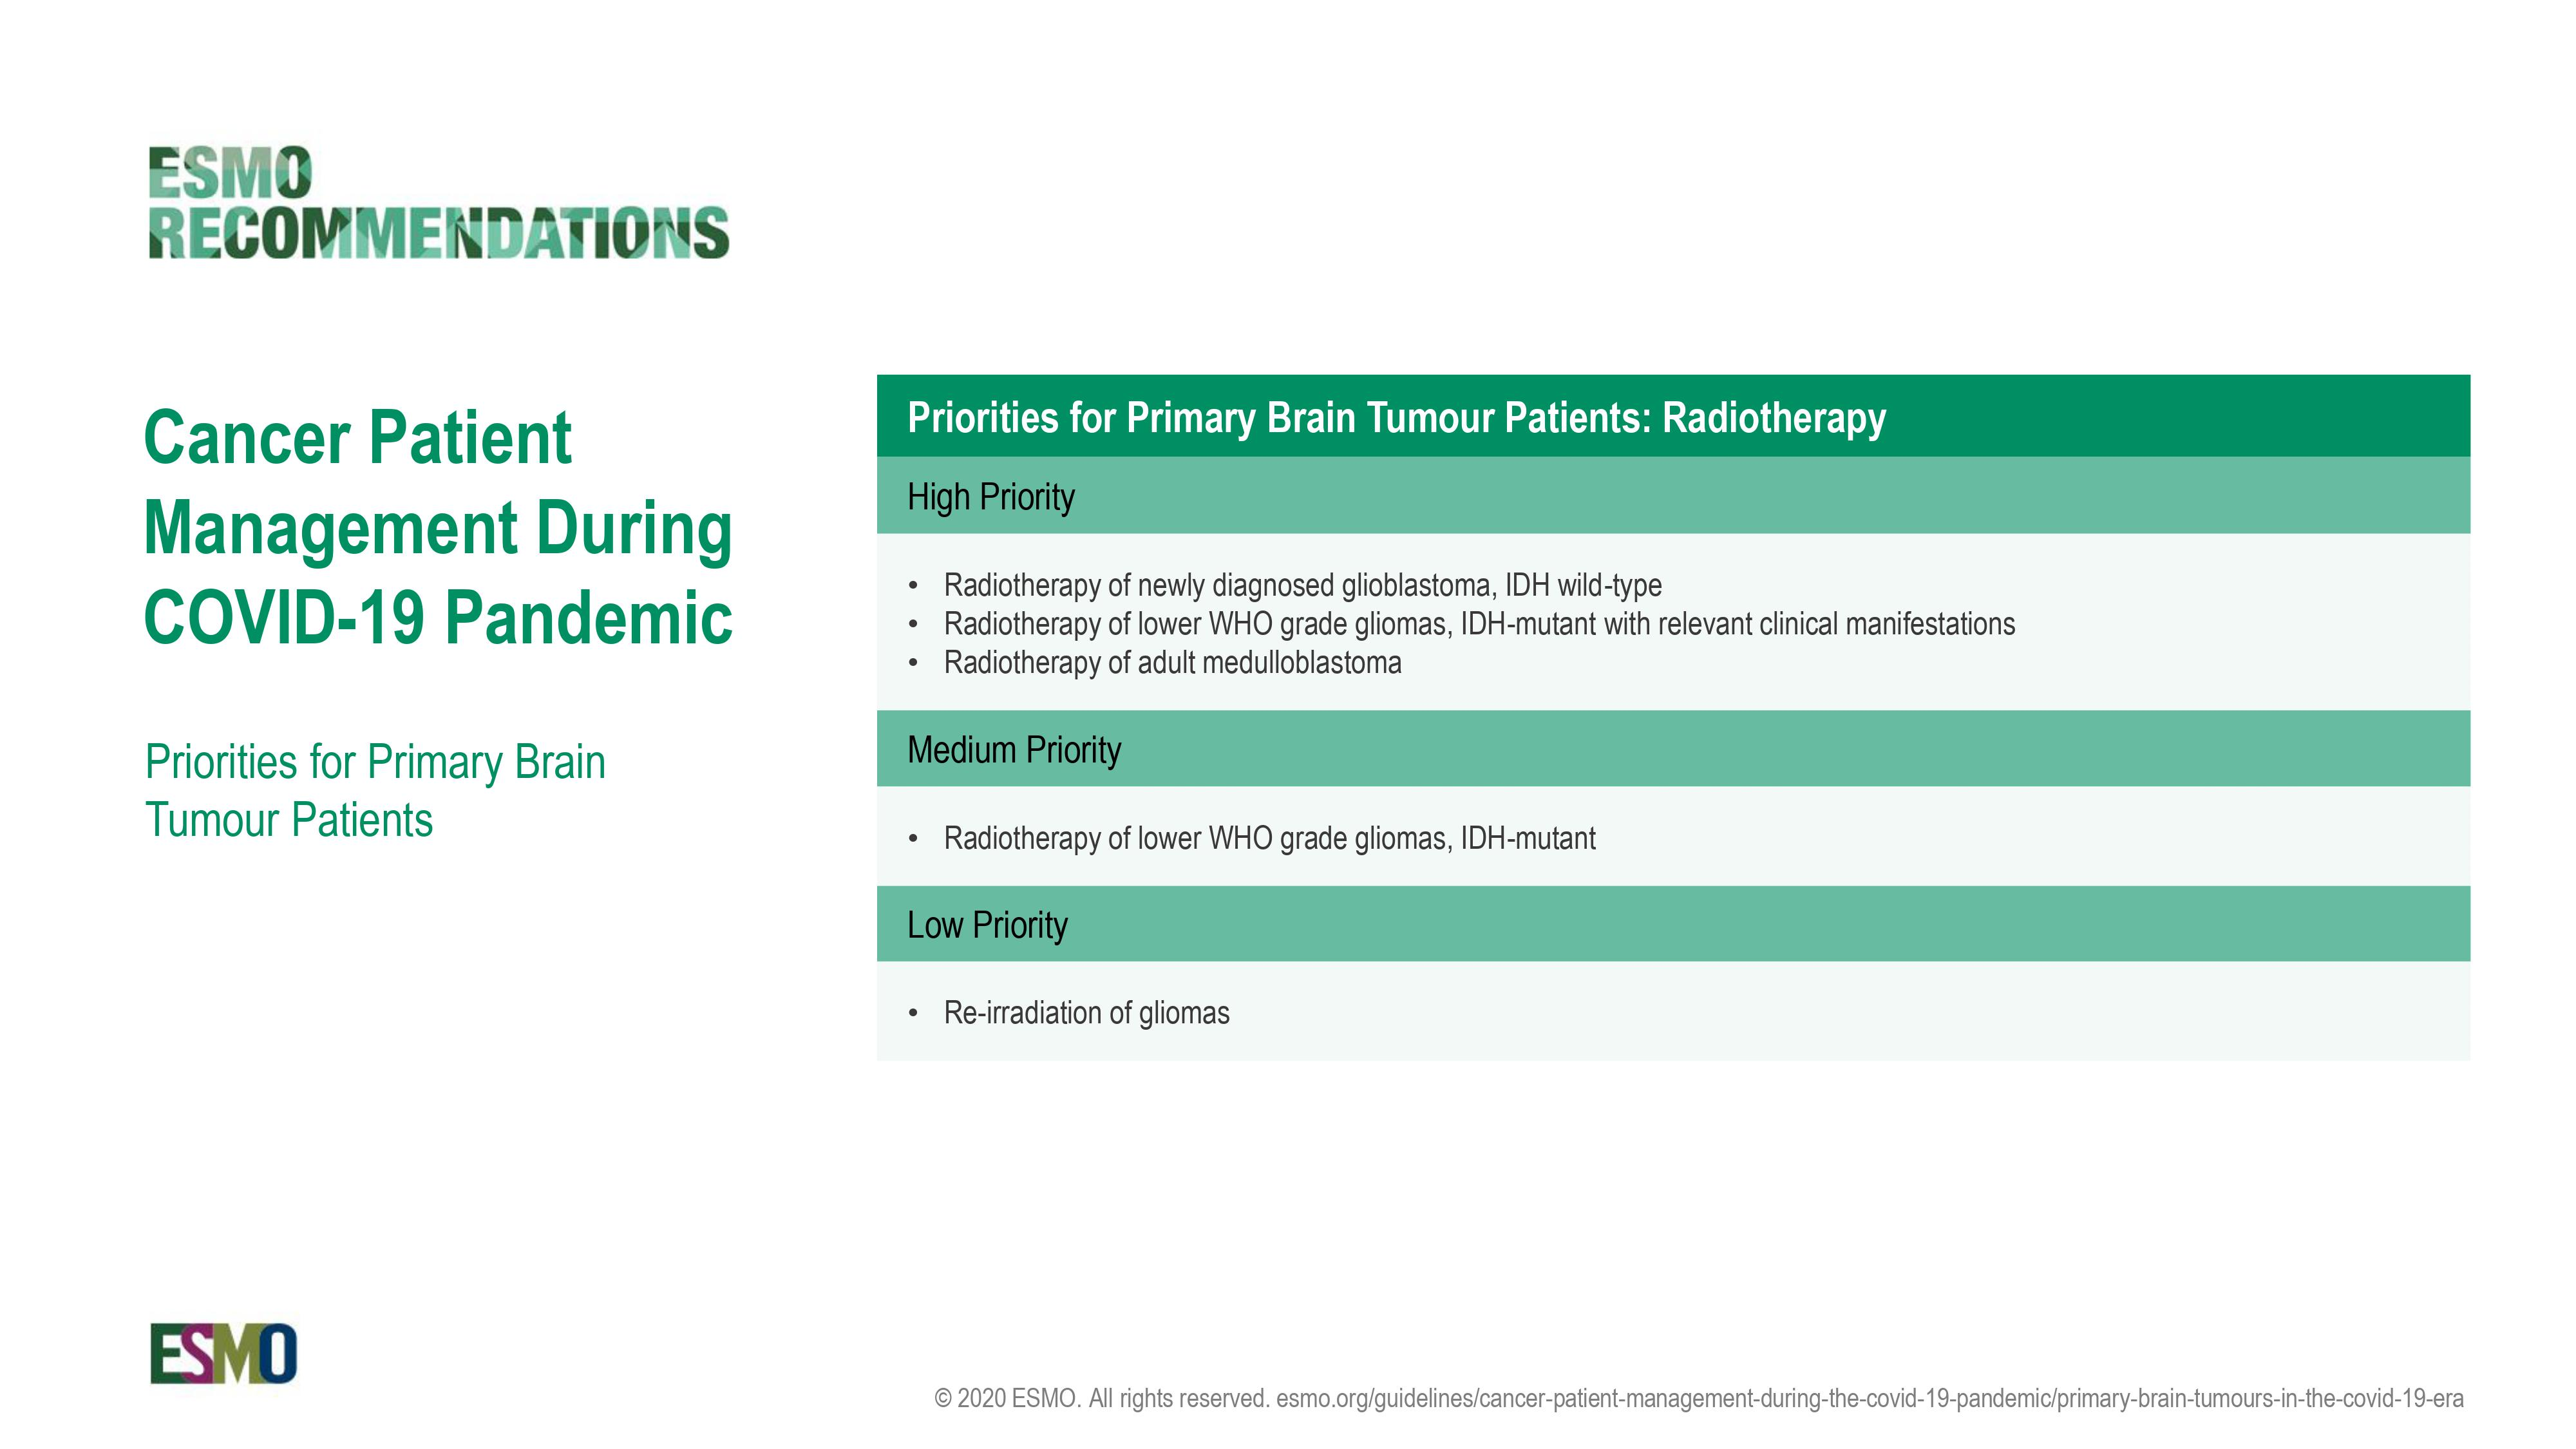 ESMO
RECOMMENDATIONS
Cancer Patient
Management During
COVID-19 Pandemic
Priorities for Primary Brain
Tumour Patients
Priorities for Primary Brain Tumour Patients: Radiotherapy
High Priority
• Radiotherapy of newly diagnosed glioblastoma, IDH wild-type
• Radiotherapy of lower WHO grade gliomas, IDH-mutant with relevant clinical manifestations
• Radiotherapy of adult medulloblastoma
Medium Priority
• Radiotherapy of lower WHO grade gliomas, IDH-mutant
Low Priority
• Re-irradiation of gliomas
ESMO
© 2020 ESMO. All rights reserved. esmo.org/guidelines/cancer-patient-management-during-the-covid-19-pandemic/primary-brain-tumours-in-the-covid-19-era